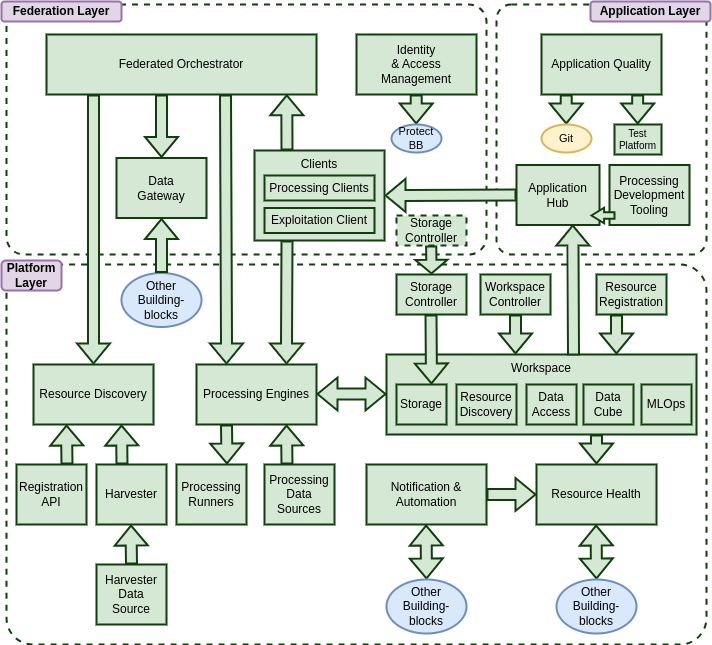 Federation Layer
Application Layer
Federated Orchestrator
Identity
& Access
Management
Application Quality
Protect
BB
Git
Test
Platform
Data
Gateway
Clients
Processing Clients
Exploitation Client
Application
Hub
Processing
Development
Tooling
Storage
Controller
Platform
Layer
Other
Building-
blocks
Storage
Controller
Workspace
Controller
Resource
Registration
Resource Discovery
Processing Engines
Workspace
Storage
Resource
Discovery
Data
Access
Data
Cube
MLOps
Registration
API
Harvester
Processing
Runners
Processing
Data
Sources
Notification &
Automation
Resource Health
Harvester
Data
Source
Other
Building-
blocks
Other
Building-
blocks